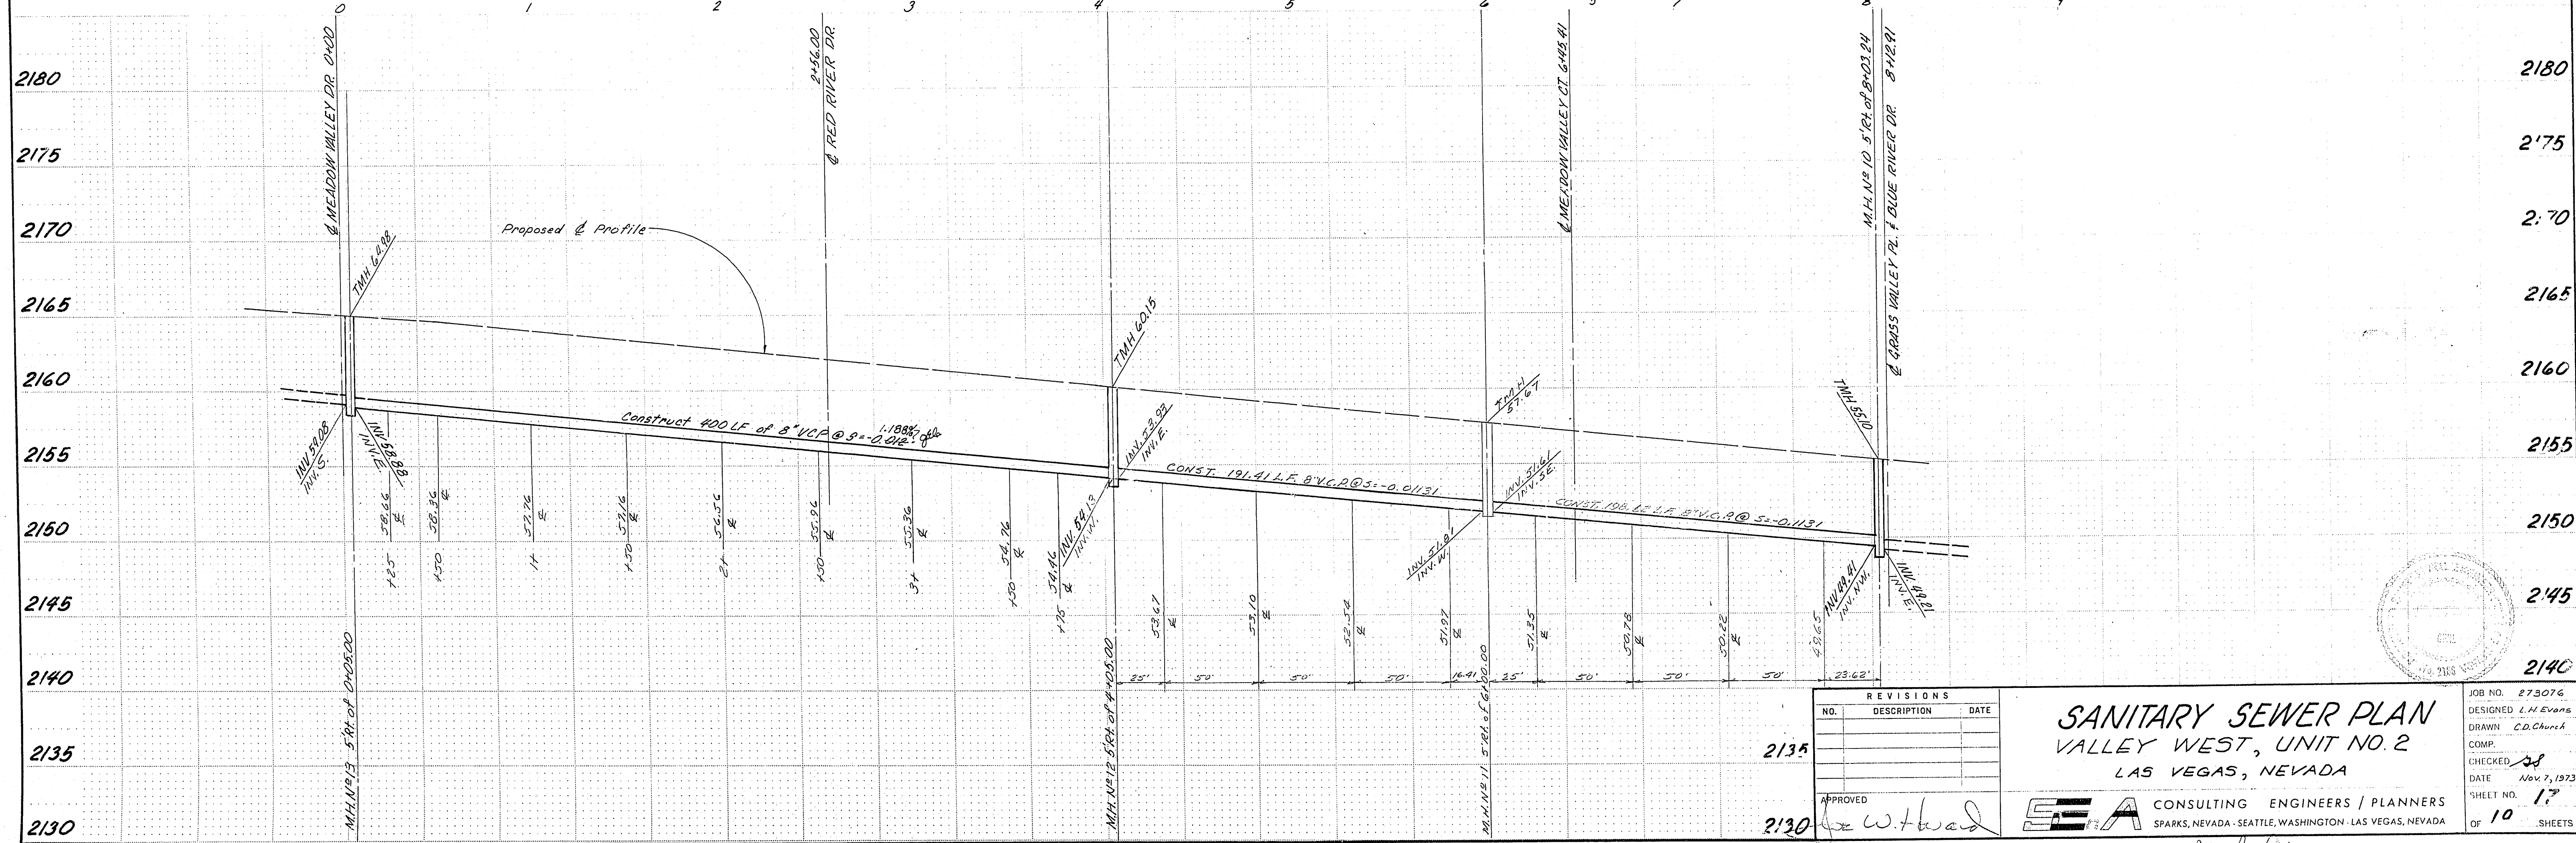 0 1 2 3 4 5 6 7 8 9
2180 2180
2175 2175
2170 2:70
2165 2165
2160 2160
2155 2155
2150 2150
2145 2145
2140 2140
2135 2135
2130 2130
℄ MEADOW VALLEY DR. 0+00
2+56.00
℄ RED RIVER DR.
℄ MEADOW VALLEY CT. 6+45.41
M.H. Nº 10 5' Rt. of 8+03.24
℄ GRASS VALLEY PL. & BLUE RIVER DR. 8+12.91
Proposed ℄ Profile
TMH 64.98
TMH 60.15
TMH
57.67
TMH 55.10
INV 59.08
INV. S.
INV 58.88
INV. E.
Construct 400 LF of 8" VCP @ S=-0.012
1.188%
INV. 53.93
INV. E.
INV. 54.13
INV. W.
CONST. 191.41 L.F. 8" V.C.P. @ S=-0.01131
INV. 51.61
INV. SE.
INV. 51.81
INV. W.
CONST. 198.62 L.F. 8" V.C.P. @ S=-0.1131
INV 49.41
INV. NW.
INV. 49.21
INV. E.
+25 58.66 ℄
+50 58.36 ℄
1+ 57.76 ℄
+50 57.16 ℄
2+ 56.56 ℄
+50 55.96 ℄
3+ 55.36 ℄
+50 54.76 ℄
+75 54.46 ℄
53.67 ℄
53.10 ℄
52.54 ℄
51.97 ℄
51.35 ℄
50.78 ℄
50.22 ℄
49.65
25' 50' 50' 50' 16.41 25' 50' 50' 50' 23.62'
M.H. Nº 13 5' Rt. of 0+05.00
M.H. Nº 12 5' Rt. of 4+05.00
M.H. Nº 11 5' Rt. of 6+00.00
CIVIL
REVISIONS
NO. DESCRIPTION DATE
APPROVED
Joe W. Howard
SANITARY SEWER PLAN
VALLEY WEST, UNIT NO. 2
LAS VEGAS, NEVADA
SEA CONSULTING ENGINEERS / PLANNERS
SPARKS, NEVADA - SEATTLE, WASHINGTON - LAS VEGAS, NEVADA
JOB NO. 273076
DESIGNED L.H. Evans
DRAWN C.D. Church
COMP.
CHECKED
DATE Nov. 7, 1973
SHEET NO.
OF 10 SHEETS